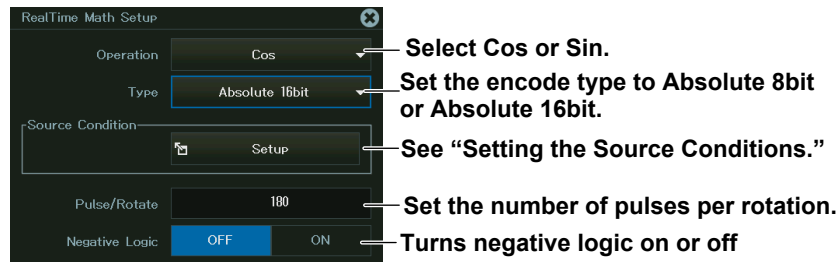 RealTime Math Setup
Operation Cos Select Cos or Sin.
Type Absolute 16bit Set the encode type to Absolute 8bit
or Absolute 16bit.
Source Condition
Setup See “Setting the Source Conditions.”
Pulse/Rotate 180 Set the number of pulses per rotation.
Negative Logic OFF ON Turns negative logic on or off